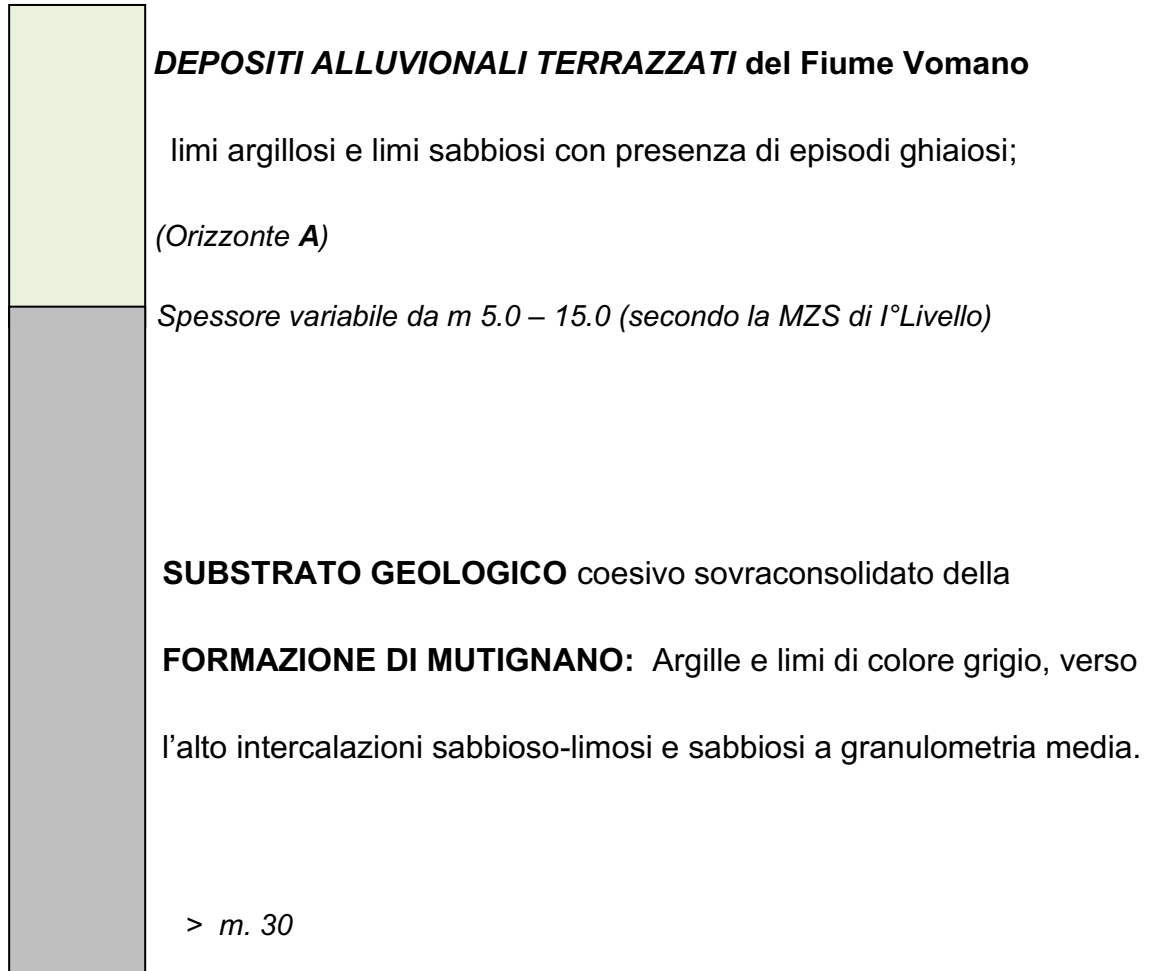 DEPOSITI ALLUVIONALI TERRAZZATI del Fiume Vomano
limi argillosi e limi sabbiosi con presenza di episodi ghiaiosi;
(Orizzonte A)
Spessore variabile da m 5.0 – 15.0 (secondo la MZS di I°Livello)
SUBSTRATO GEOLOGICO coesivo sovraconsolidato della
FORMAZIONE DI MUTIGNANO: Argille e limi di colore grigio, verso
l'alto intercalazioni sabbioso-limosi e sabbiosi a granulometria media.
> m. 30